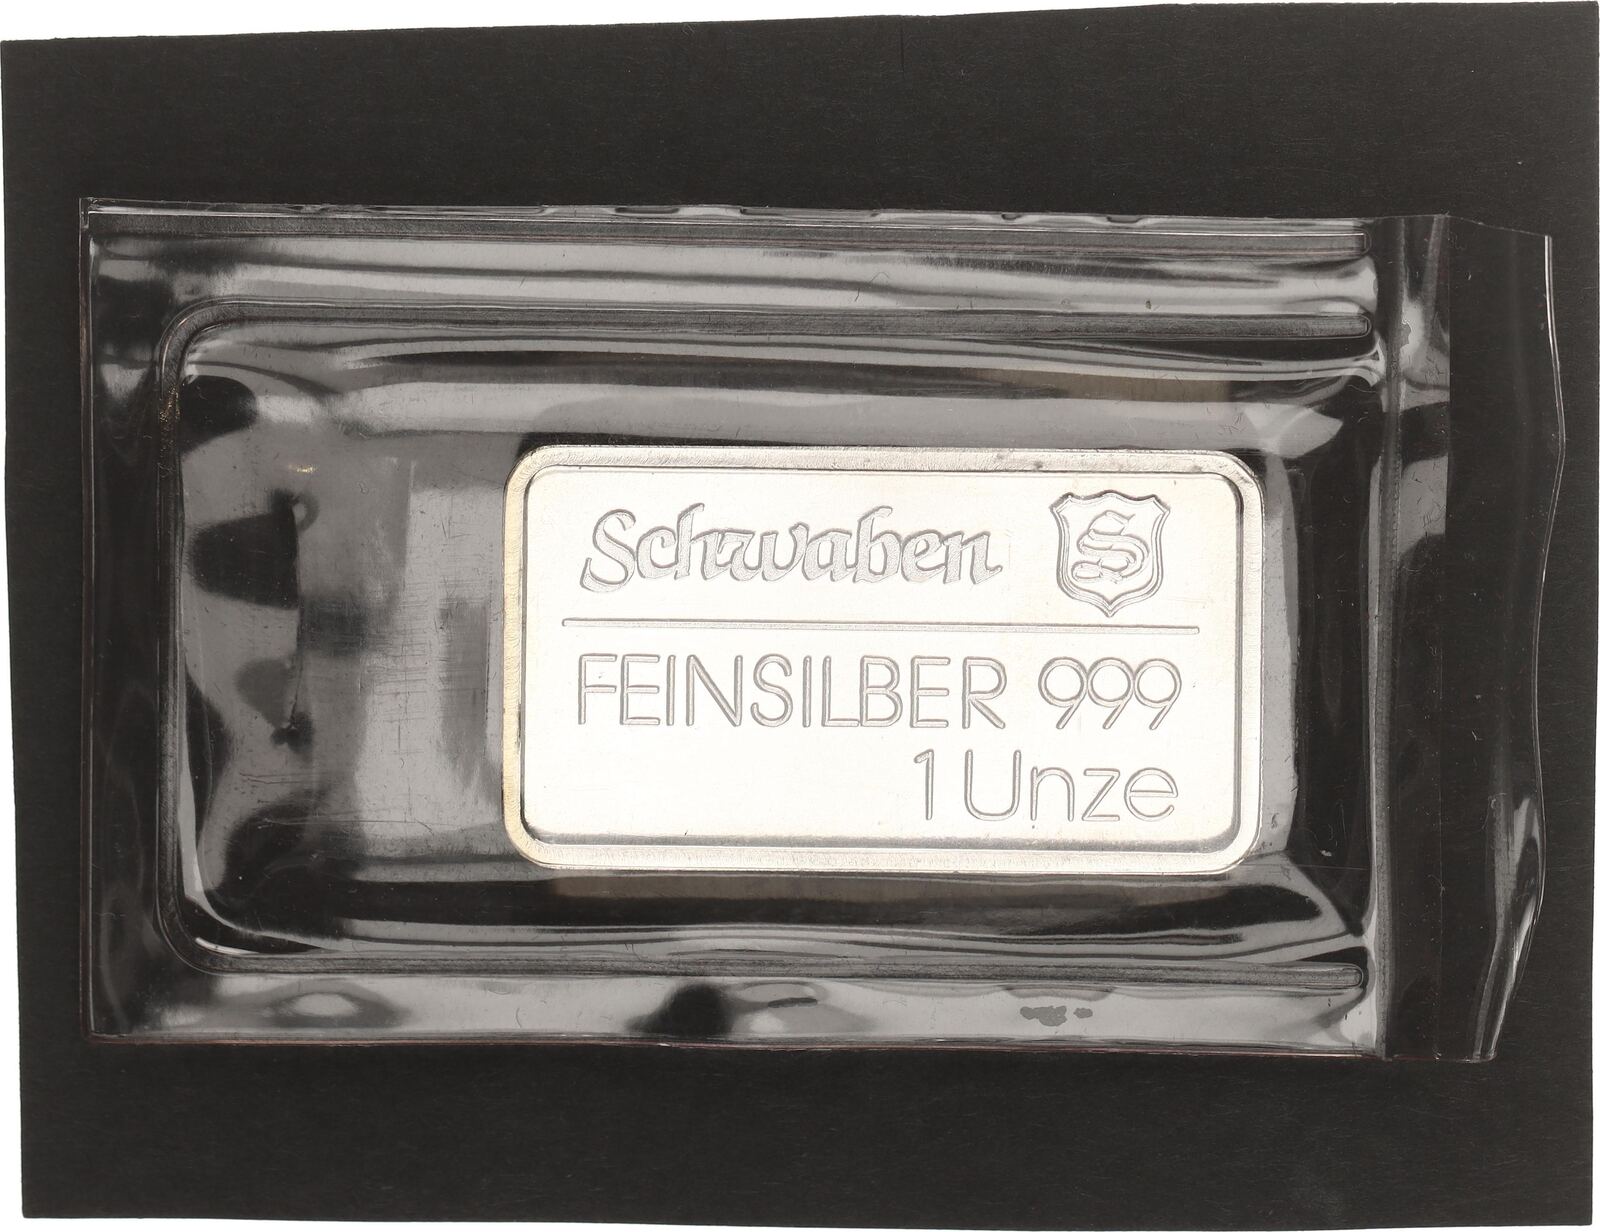 Schwaben S
FEINSILBER 999
1 Unze